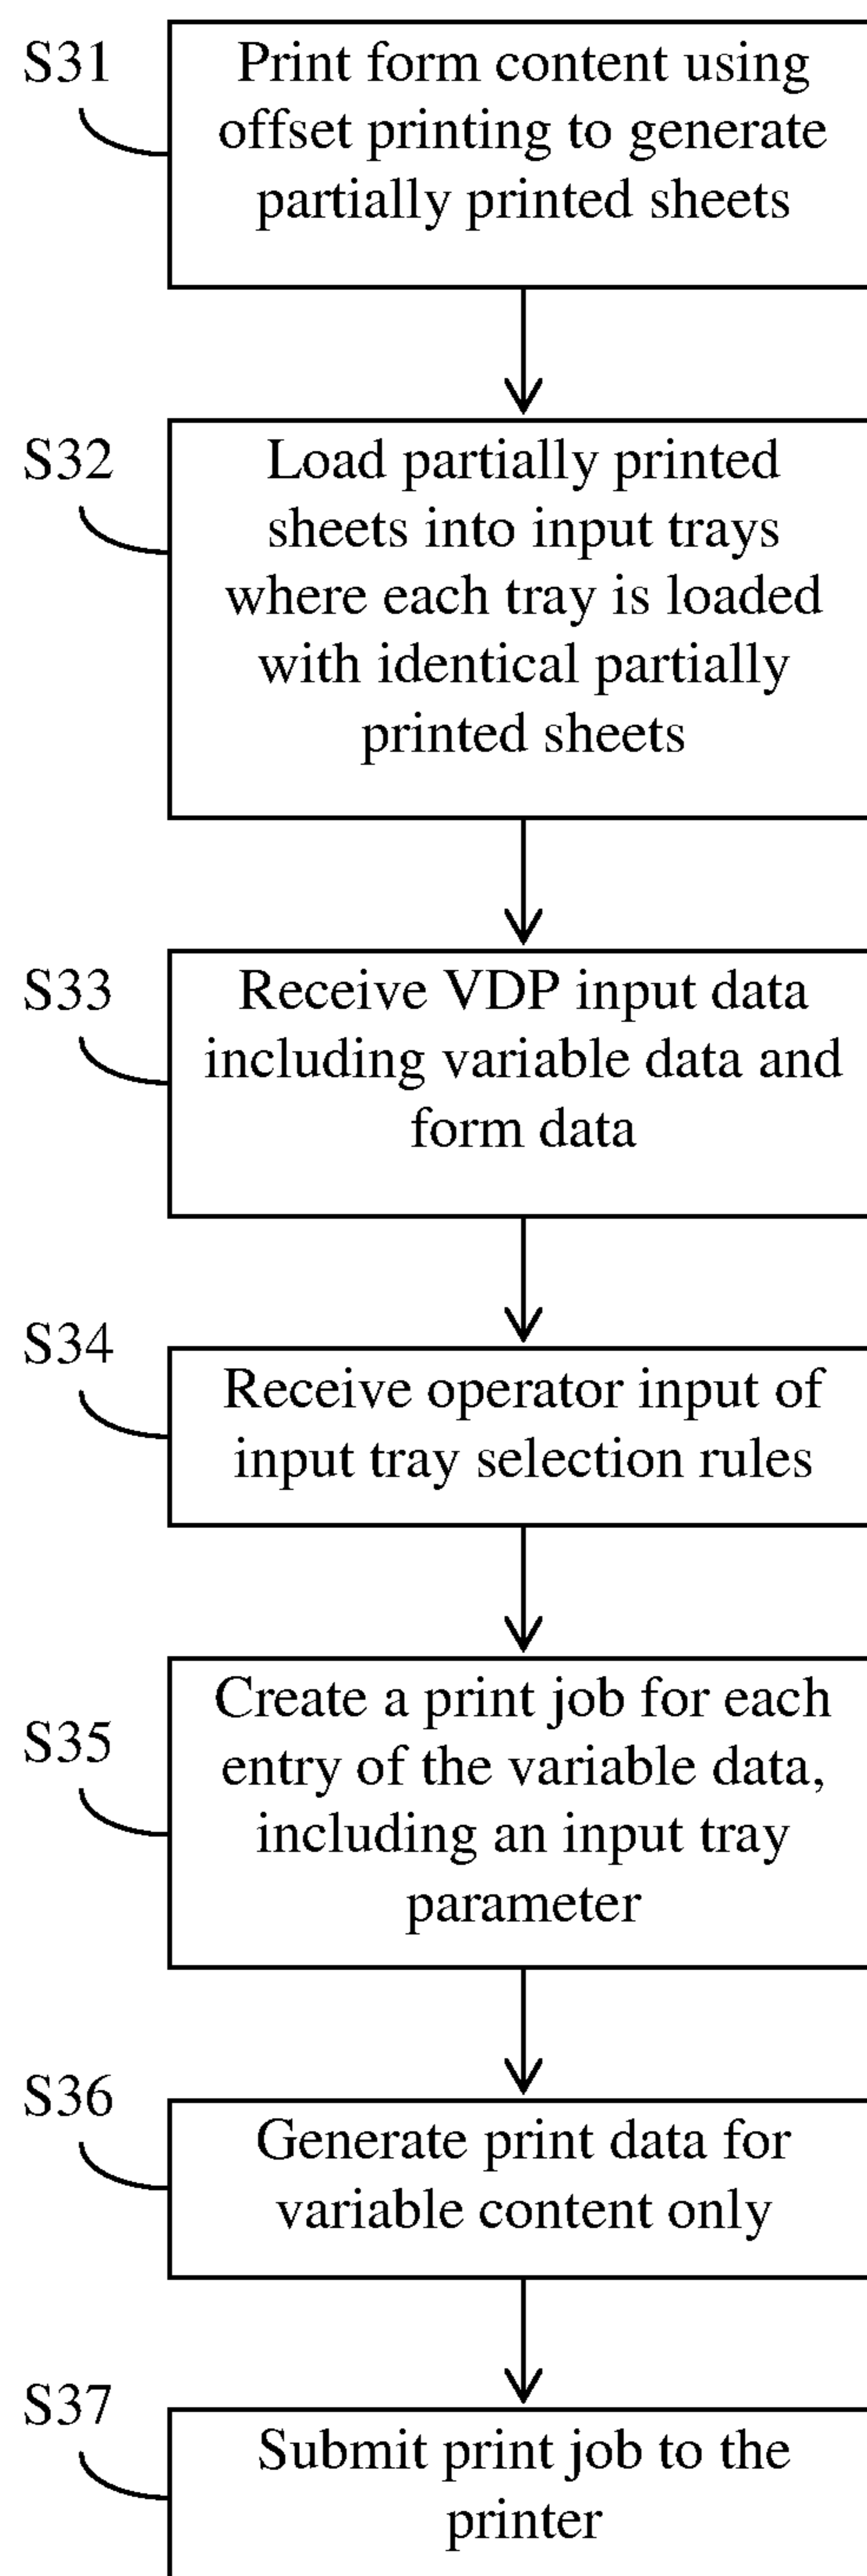 S31
Print form content using
offset printing to generate
partially printed sheets
S32
Load partially printed
sheets into input trays
where each tray is loaded
with identical partially
printed sheets
S33
Receive VDP input data
including variable data and
form data
S34
Receive operator input of
input tray selection rules
S35
Create a print job for each
entry of the variable data,
including an input tray
parameter
S36
Generate print data for
variable content only
S37
Submit print job to the
printer